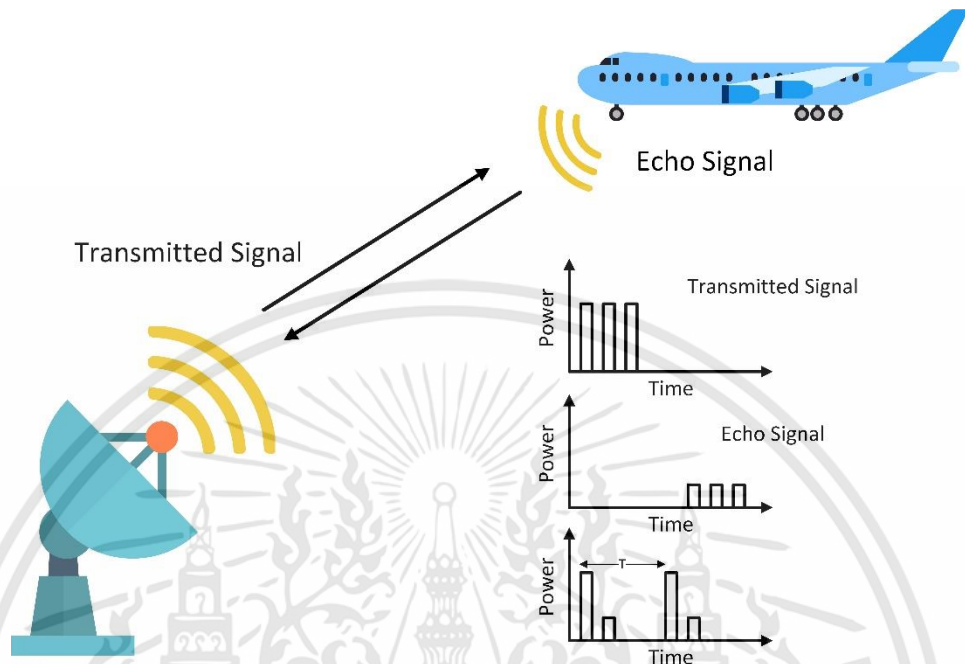 Echo Signal
Transmitted Signal
Power
Transmitted Signal
Time
Power
Echo Signal
Time
Power
T
Time